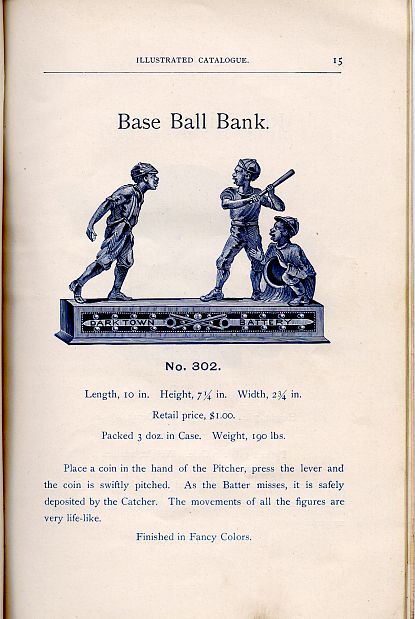 ILLUSTRATED CATALOGUE. 15
Base Ball Bank.
DARKTOWN BATTERY
No. 302.
Length, 10 in. Height, 7¼ in. Width, 2¾ in.
Retail price, $1.00.
Packed 3 doz. in Case. Weight, 190 lbs.
Place a coin in the hand of the Pitcher, press the lever and
the coin is swiftly pitched. As the Batter misses, it is safely
deposited by the Catcher. The movements of all the figures are
very life-like.
Finished in Fancy Colors.